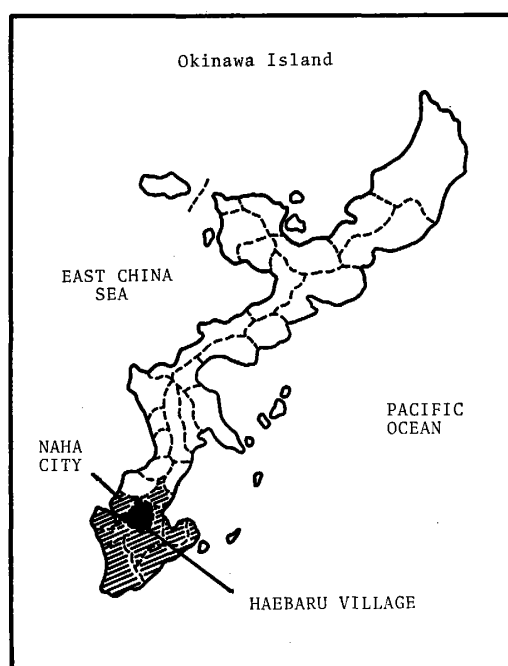 Okinawa Island
EAST CHINA
SEA
PACIFIC
OCEAN
NAHA
CITY
HAEBARU VILLAGE